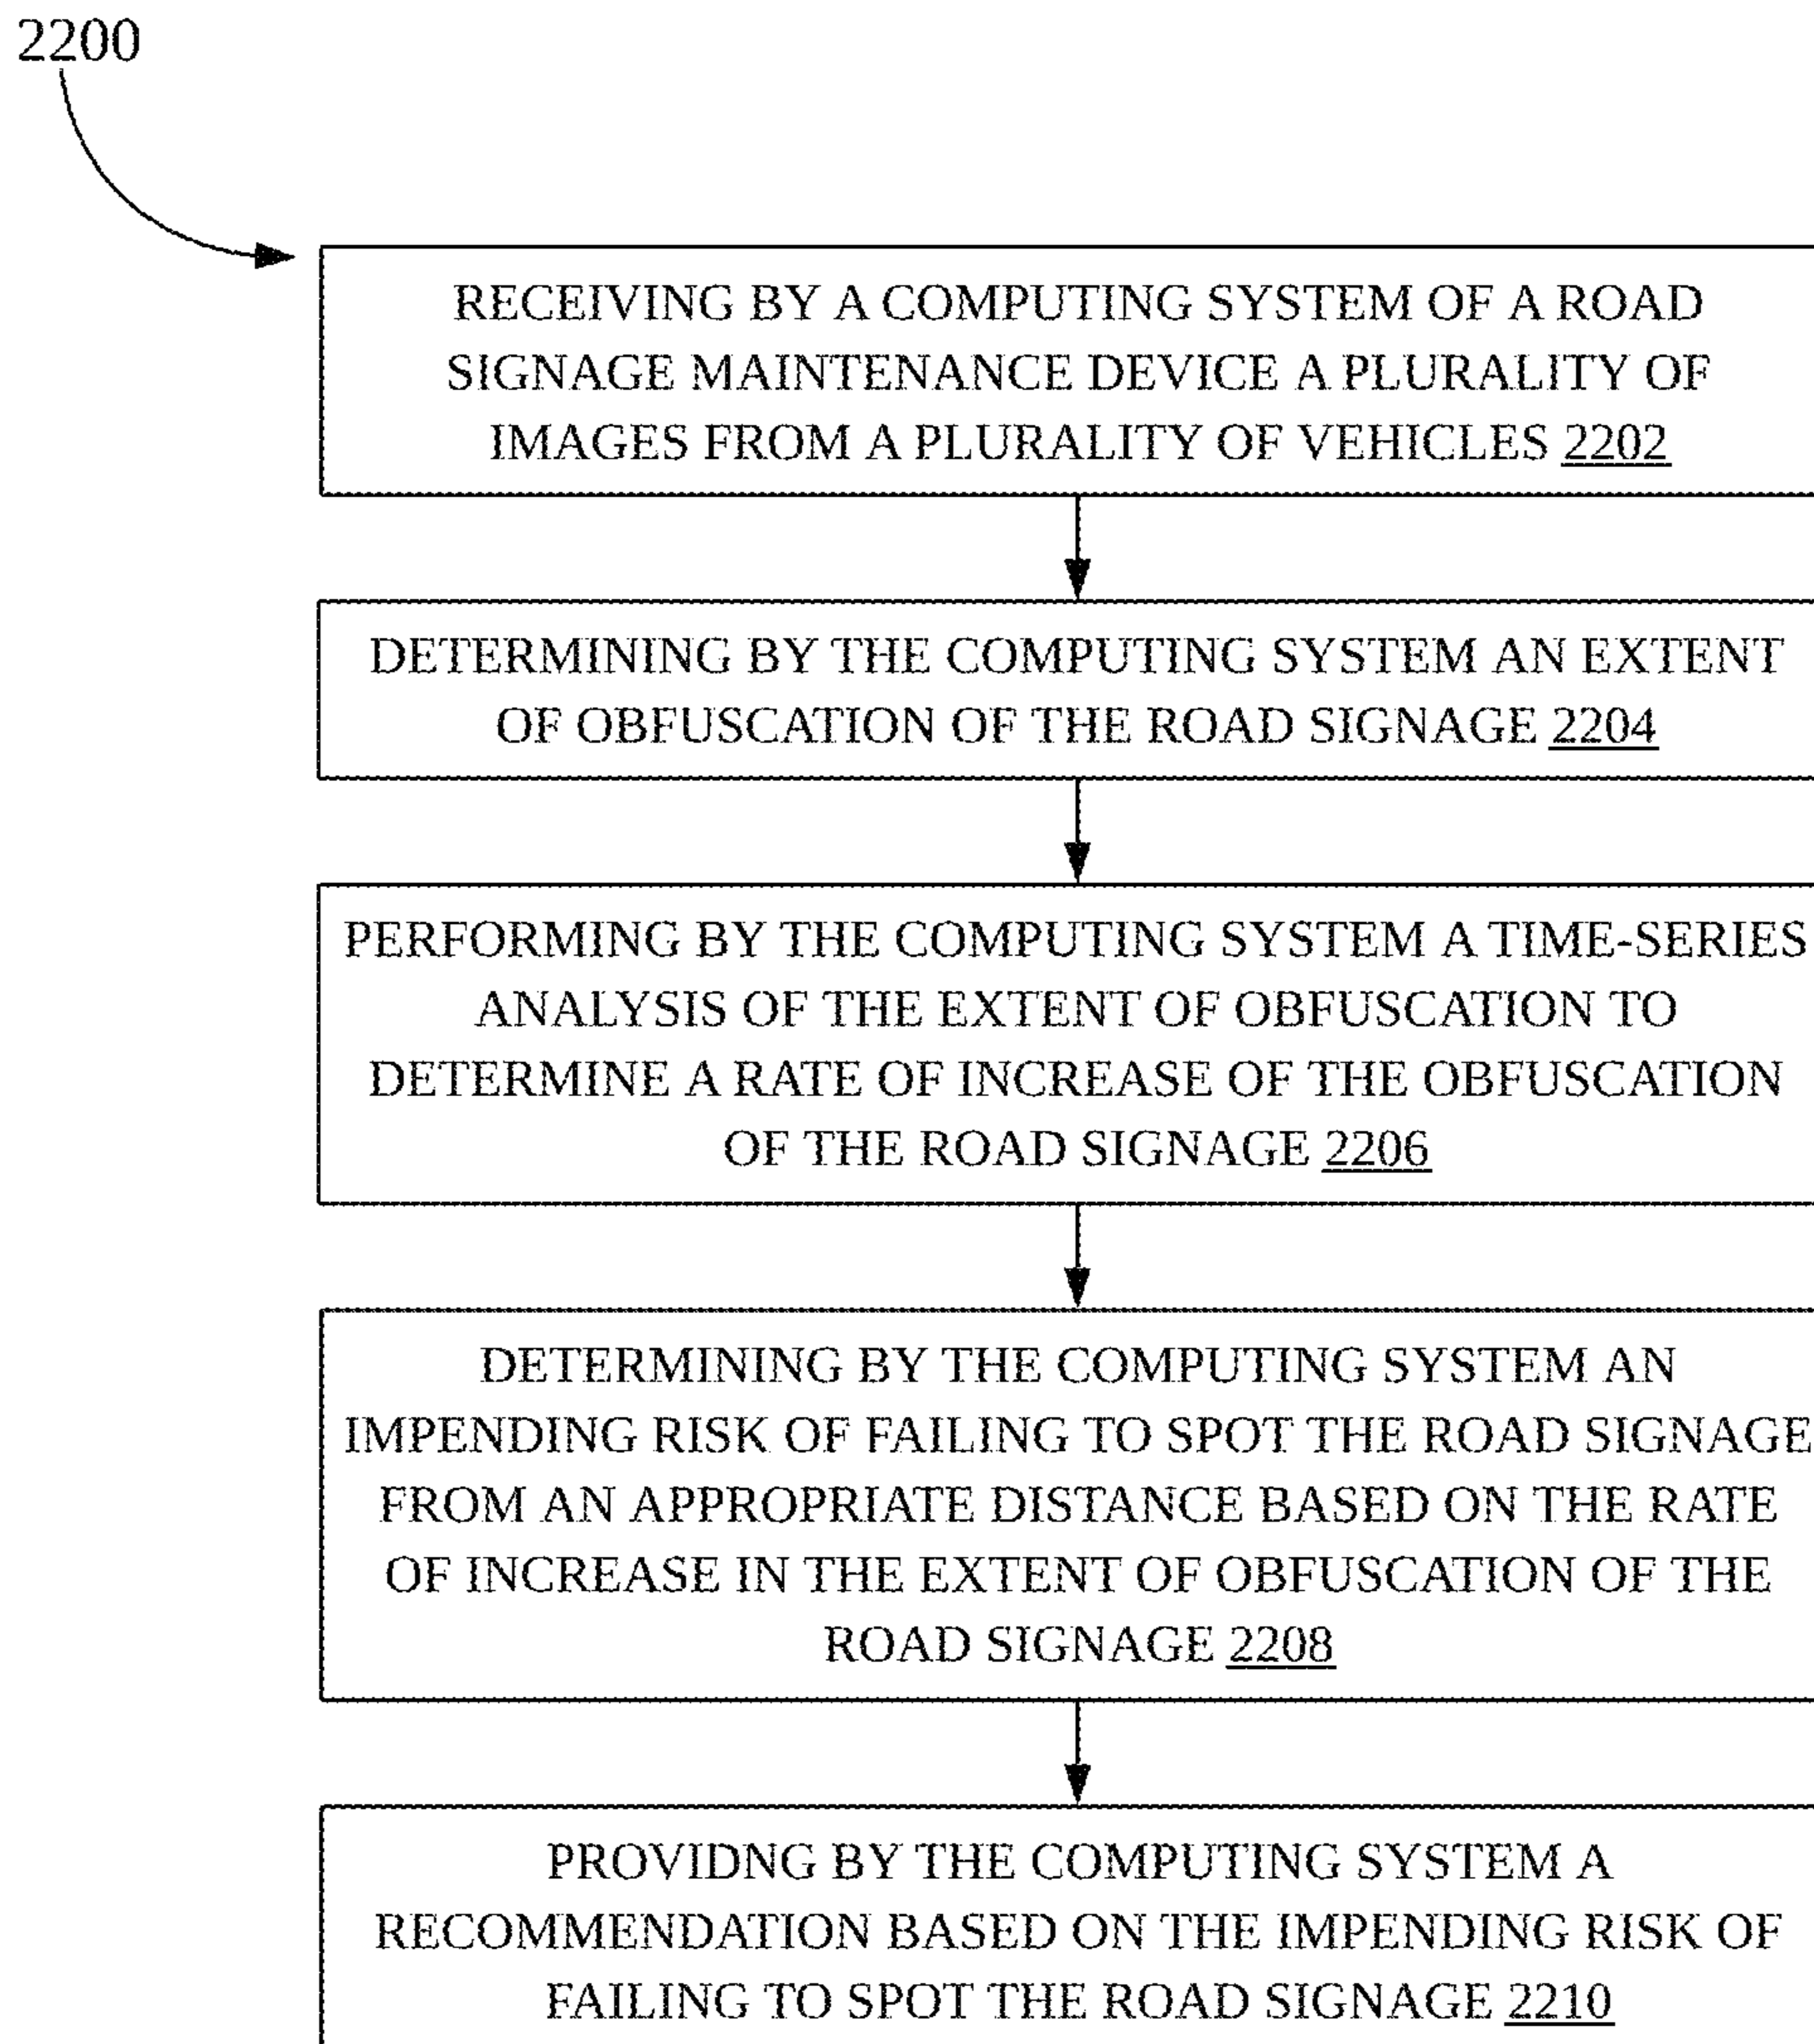 2200
RECEIVING BY A COMPUTING SYSTEM OF A ROAD
SIGNAGE MAINTENANCE DEVICE A PLURALITY OF
IMAGES FROM A PLURALITY OF VEHICLES 2202
DETERMINING BY THE COMPUTING SYSTEM AN EXTENT
OF OBFUSCATION OF THE ROAD SIGNAGE 2204
PERFORMING BY THE COMPUTING SYSTEM A TIME-SERIES
ANALYSIS OF THE EXTENT OF OBFUSCATION TO
DETERMINE A RATE OF INCREASE OF THE OBFUSCATION
OF THE ROAD SIGNAGE 2206
DETERMINING BY THE COMPUTING SYSTEM AN
IMPENDING RISK OF FAILING TO SPOT THE ROAD SIGNAGE
FROM AN APPROPRIATE DISTANCE BASED ON THE RATE
OF INCREASE IN THE EXTENT OF OBFUSCATION OF THE
ROAD SIGNAGE 2208
PROVIDNG BY THE COMPUTING SYSTEM A
RECOMMENDATION BASED ON THE IMPENDING RISK OF
FAILING TO SPOT THE ROAD SIGNAGE 2210